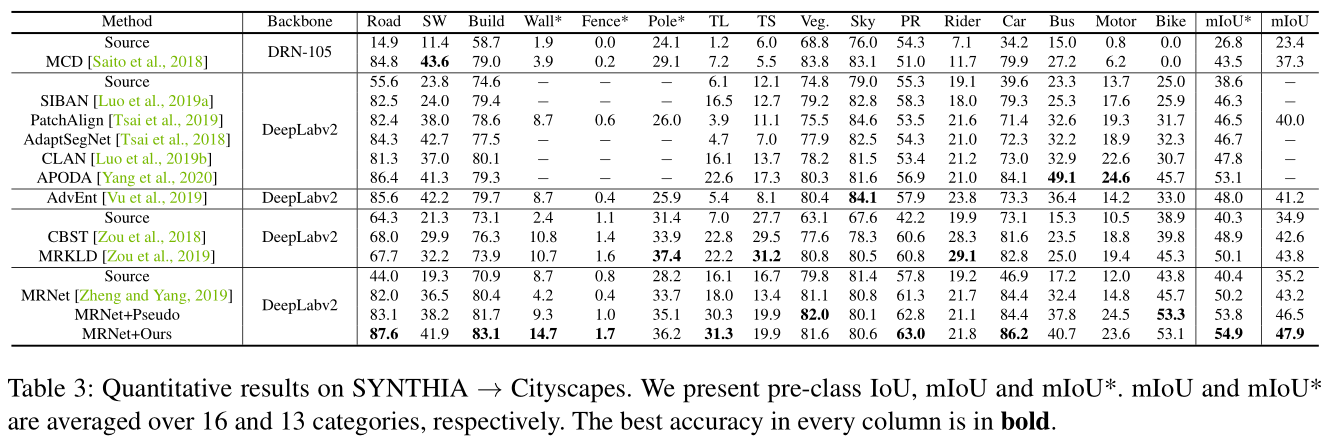 Method Backbone Road SW Build Wall* Fence* Pole* TL TS Veg. Sky PR Rider Car Bus Motor Bike mIoU* mIoU
Source DRN-105 14.9 11.4 58.7 1.9 0.0 24.1 1.2 6.0 68.8 76.0 54.3 7.1 34.2 15.0 0.8 0.0 26.8 23.4
MCD [Saito et al., 2018] 84.8 43.6 79.0 3.9 0.2 29.1 7.2 5.5 83.8 83.1 51.0 11.7 79.9 27.2 6.2 0.0 43.5 37.3
Source DeepLabv2 55.6 23.8 74.6 — — — 6.1 12.1 74.8 79.0 55.3 19.1 39.6 23.3 13.7 25.0 38.6 —
SIBAN [Luo et al., 2019a] 82.5 24.0 79.4 — — — 16.5 12.7 79.2 82.8 58.3 18.0 79.3 25.3 17.6 25.9 46.3 —
PatchAlign [Tsai et al., 2019] 82.4 38.0 78.6 8.7 0.6 26.0 3.9 11.1 75.5 84.6 53.5 21.6 71.4 32.6 19.3 31.7 46.5 40.0
AdaptSegNet [Tsai et al., 2018] 84.3 42.7 77.5 — — — 4.7 7.0 77.9 82.5 54.3 21.0 72.3 32.2 18.9 32.3 46.7 —
CLAN [Luo et al., 2019b] 81.3 37.0 80.1 — — — 16.1 13.7 78.2 81.5 53.4 21.2 73.0 32.9 22.6 30.7 47.8 —
APODA [Yang et al., 2020] 86.4 41.3 79.3 — — — 22.6 17.3 80.3 81.6 56.9 21.0 84.1 49.1 24.6 45.7 53.1 —
AdvEnt [Vu et al., 2019] DeepLabv2 85.6 42.2 79.7 8.7 0.4 25.9 5.4 8.1 80.4 84.1 57.9 23.8 73.3 36.4 14.2 33.0 48.0 41.2
Source DeepLabv2 64.3 21.3 73.1 2.4 1.1 31.4 7.0 27.7 63.1 67.6 42.2 19.9 73.1 15.3 10.5 38.9 40.3 34.9
CBST [Zou et al., 2018] 68.0 29.9 76.3 10.8 1.4 33.9 22.8 29.5 77.6 78.3 60.6 28.3 81.6 23.5 18.8 39.8 48.9 42.6
MRKLD [Zou et al., 2019] 67.7 32.2 73.9 10.7 1.6 37.4 22.2 31.2 80.8 80.5 60.8 29.1 82.8 25.0 19.4 45.3 50.1 43.8
Source DeepLabv2 44.0 19.3 70.9 8.7 0.8 28.2 16.1 16.7 79.8 81.4 57.8 19.2 46.9 17.2 12.0 43.8 40.4 35.2
MRNet [Zheng and Yang, 2019] 82.0 36.5 80.4 4.2 0.4 33.7 18.0 13.4 81.1 80.8 61.3 21.7 84.4 32.4 14.8 45.7 50.2 43.2
MRNet+Pseudo 83.1 38.2 81.7 9.3 1.0 35.1 30.3 19.9 82.0 80.1 62.8 21.1 84.4 37.8 24.5 53.3 53.8 46.5
MRNet+Ours 87.6 41.9 83.1 14.7 1.7 36.2 31.3 19.9 81.6 80.6 63.0 21.8 86.2 40.7 23.6 53.1 54.9 47.9
Table 3: Quantitative results on SYNTHIA → Cityscapes. We present pre-class IoU, mIoU and mIoU*. mIoU and mIoU*
are averaged over 16 and 13 categories, respectively. The best accuracy in every column is in bold.